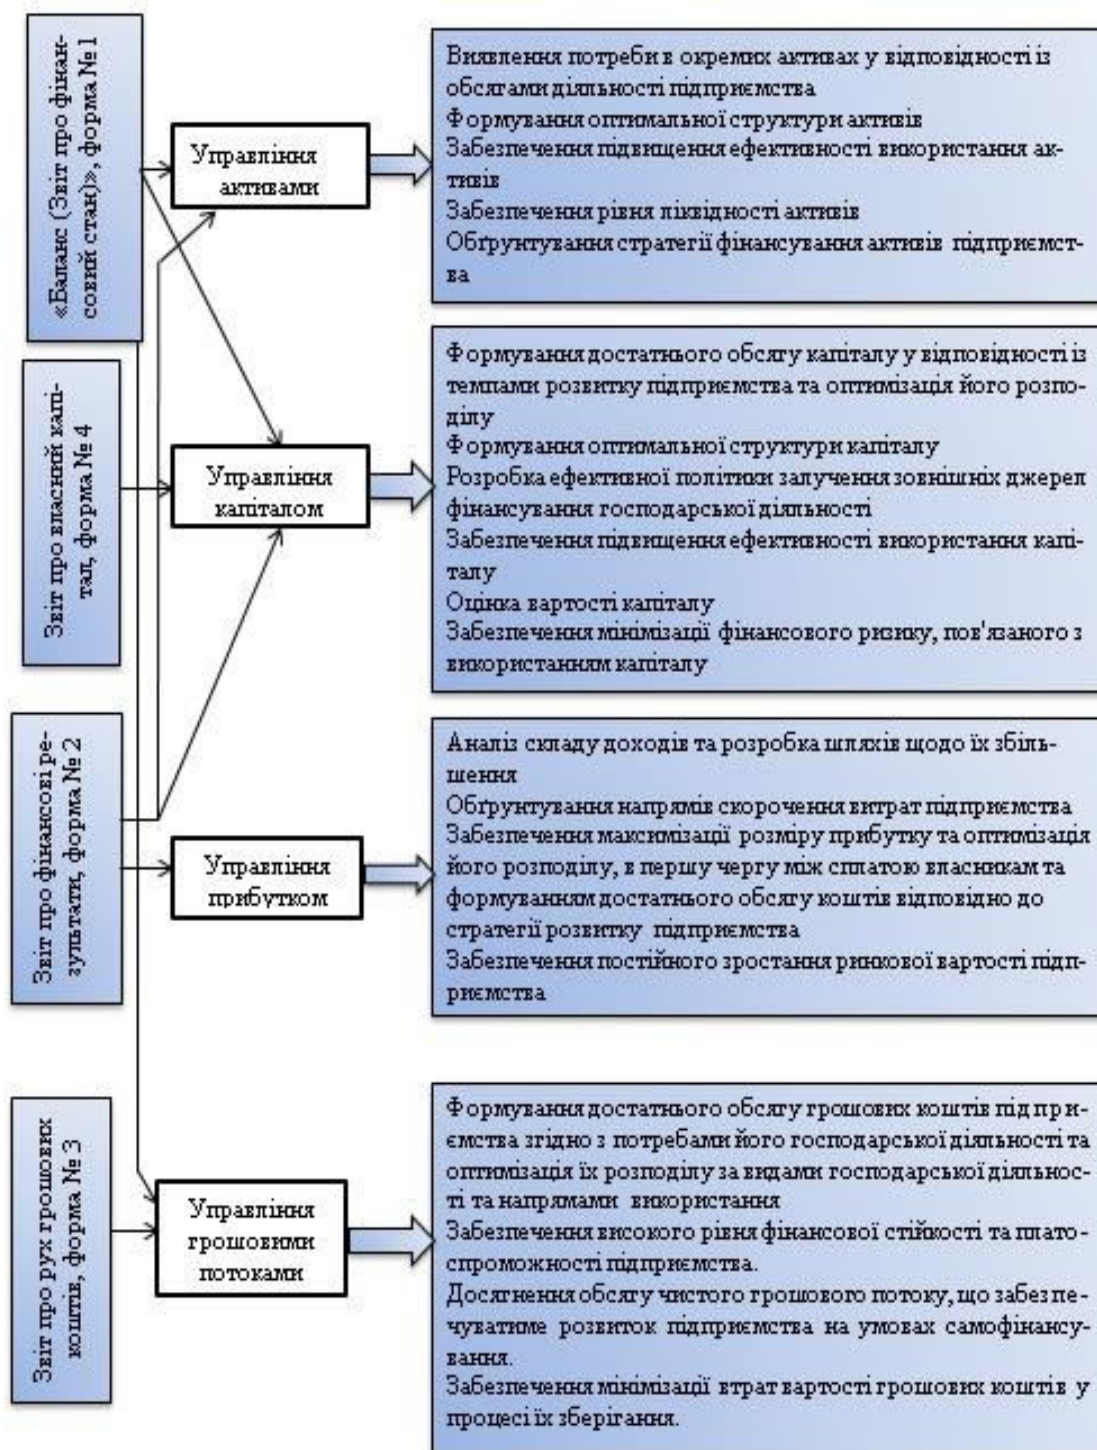 «Баланс (Звіт про фінан-
совий стан)», форма № 1
Управління
активами
Виявлення потреби в окремих активах у відповідності із
обсягами діяльності підприємства
Формування оптимальної структури активів
Забезпечення підвищення ефективності використання ак-
тивів
Забезпечення рівня ліквідності активів
Обґрунтування стратегії фінансування активів підприємст-
ва
Звіт про власний капі-
тал, форма № 4
Управління
капіталом
Формування достатнього обсягу капіталу у відповідності із
темпами розвитку підприємства та оптимізація його розпо-
ділу
Формування оптимальної структури капіталу
Розробка ефективної політики залучення зовнішніх джерел
фінансування господарської діяльності
Забезпечення підвищення ефективності використання капі-
талу
Оцінка вартості капіталу
Забезпечення мінімізації фінансового ризику, пов'язаного з
використанням капіталу
Звіт про фінансові ре-
зультати, форма № 2
Управління
прибутком
Аналіз складу доходів та розробка шляхів щодо їх збіль-
шення
Обґрунтування напрямів скорочення витрат підприємства
Забезпечення максимізації розміру прибутку та оптимізація
його розподілу, в першу чергу між сплатою власникам та
формуванням достатнього обсягу коштів відповідно до
стратегії розвитку підприємства
Забезпечення постійного зростання ринкової вартості підп-
риємства
Звіт про рух грошових
коштів, форма № 3
Управління
грошовими
потоками
Формування достатнього обсягу грошових коштів підпри
ємства згідно з потребами його господарської діяльності та
оптимізація їх розподілу за видами господарської діяльнос-
ті та напрямами використання
Забезпечення високого рівня фінансової стійкості та плато-
спроможності підприємства.
Досягнення обсягу чистого грошового потоку, що забезпе-
чуватиме розвиток підприємства на умовах самофінансу-
вання.
Забезпечення мінімізації втрат вартості грошових коштів у
процесі їх зберігання.